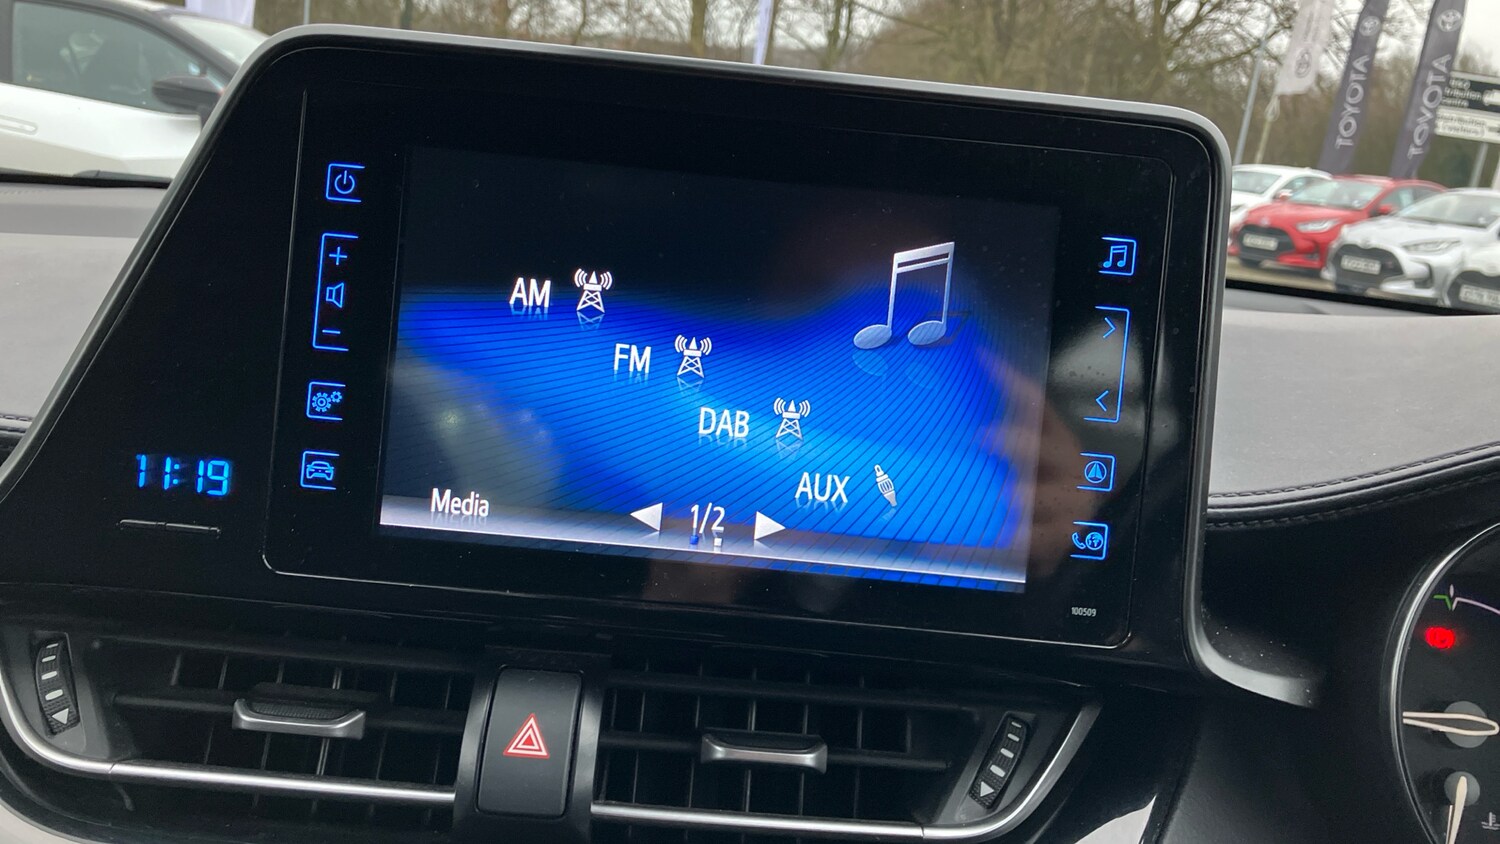 TOYOTA
TOYOTA
11:19
AM
FM
DAB
AUX
Media
1/2
100509